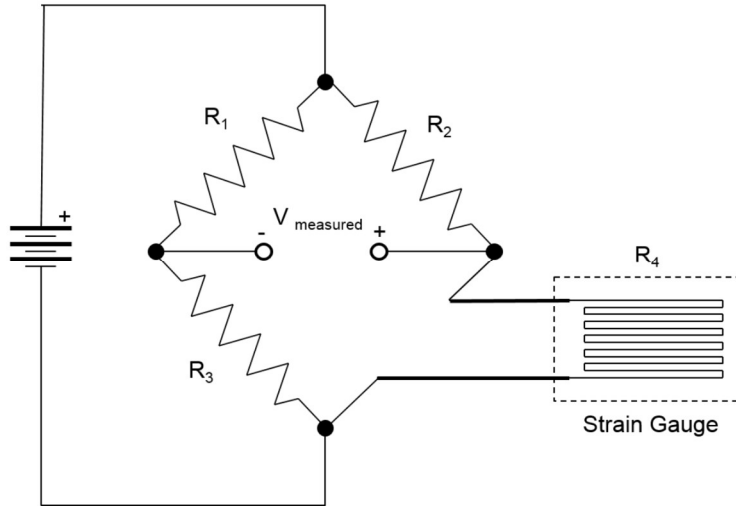 R1
R2
+
- V measured +
R4
R3
Strain Gauge